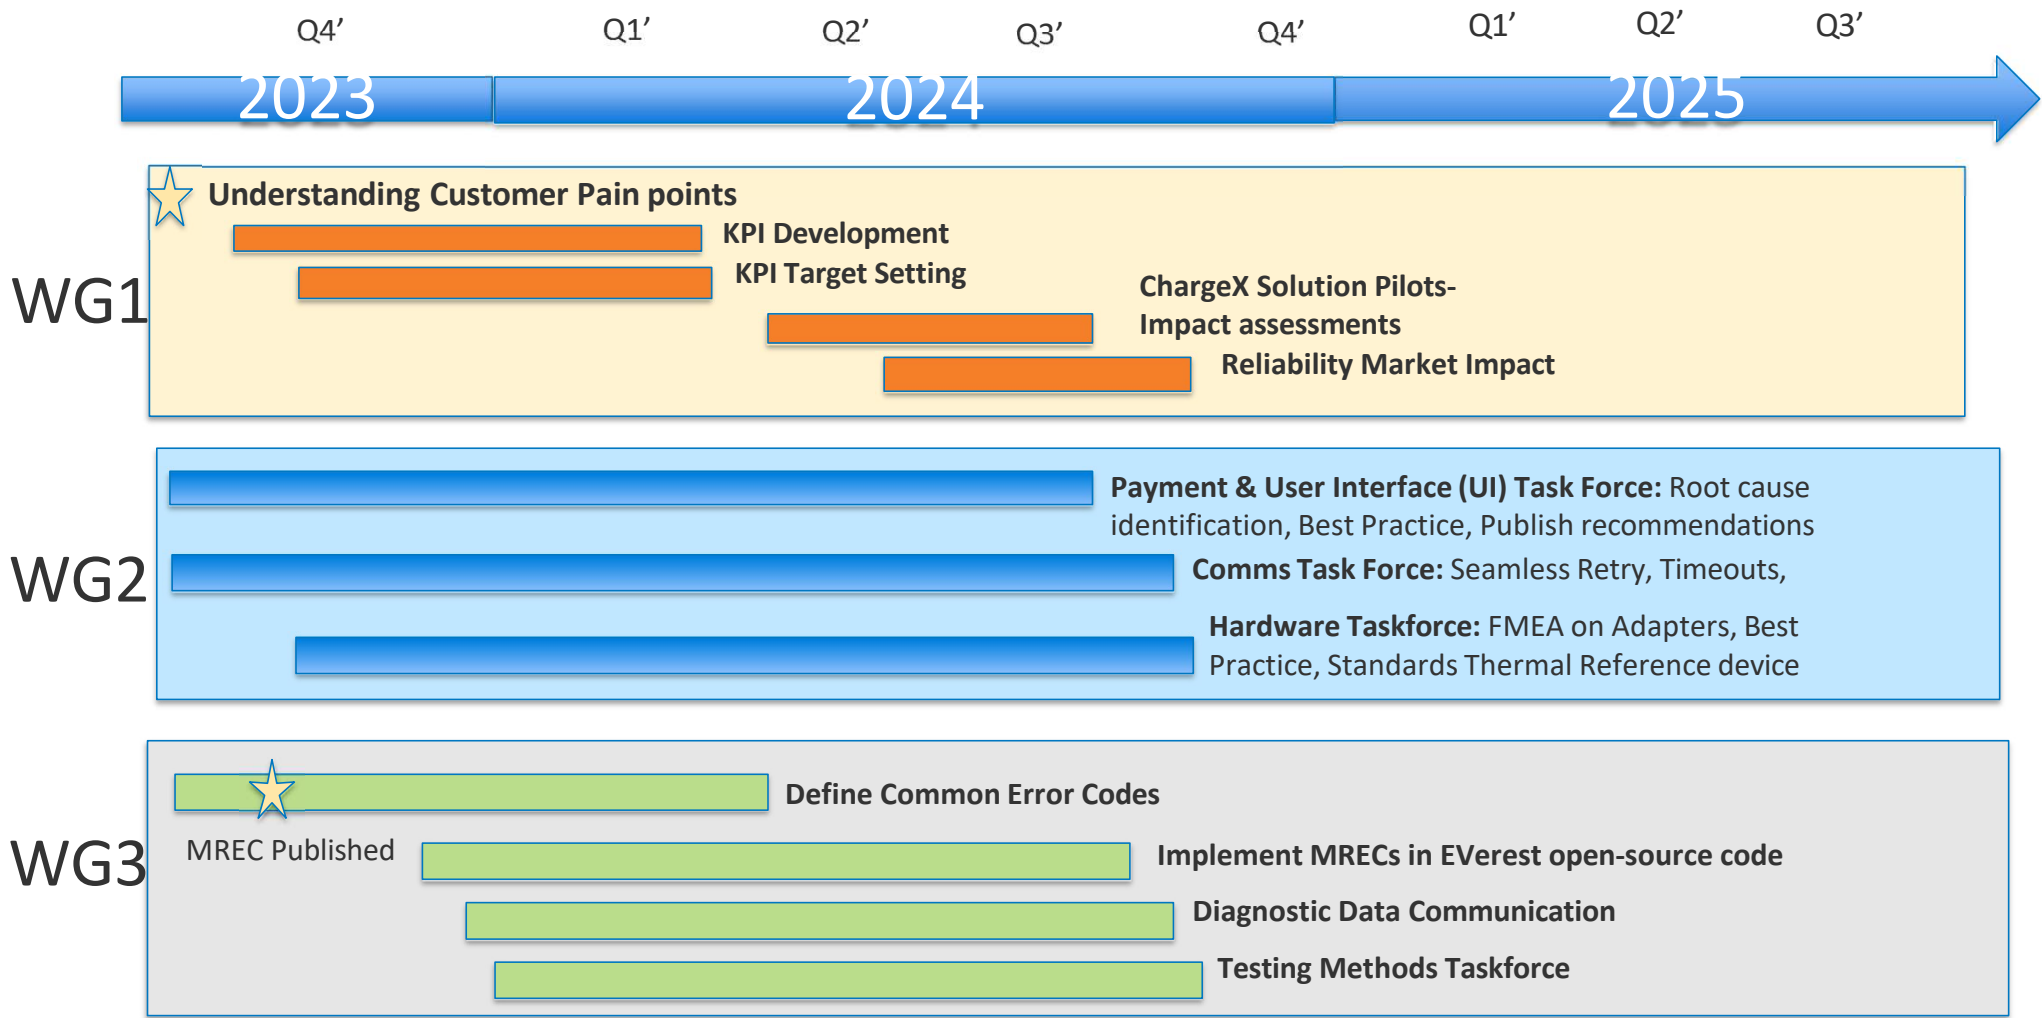 Q4’ Q1’ Q2’ Q3’ Q4’ Q1’ Q2’ Q3’
2023 2024 2025
WG1
Understanding Customer Pain points
KPI Development
KPI Target Setting
ChargeX Solution Pilots-
Impact assessments
Reliability Market Impact
WG2
Payment & User Interface (UI) Task Force: Root cause
identification, Best Practice, Publish recommendations
Comms Task Force: Seamless Retry, Timeouts,
Hardware Taskforce: FMEA on Adapters, Best
Practice, Standards Thermal Reference device
WG3
Define Common Error Codes
MREC Published
Implement MRECs in EVerest open-source code
Diagnostic Data Communication
Testing Methods Taskforce